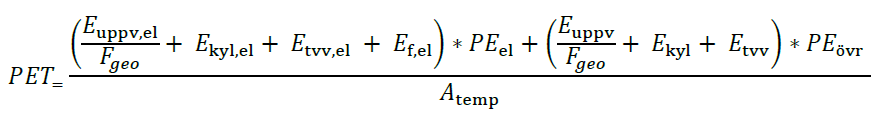 PET= ((E_uppv,el / F_geo + E_kyl,el + E_tvv,el + E_f,el) * PE_el + (E_uppv / F_geo + E_kyl + E_tvv) * PE_övr) / A_temp